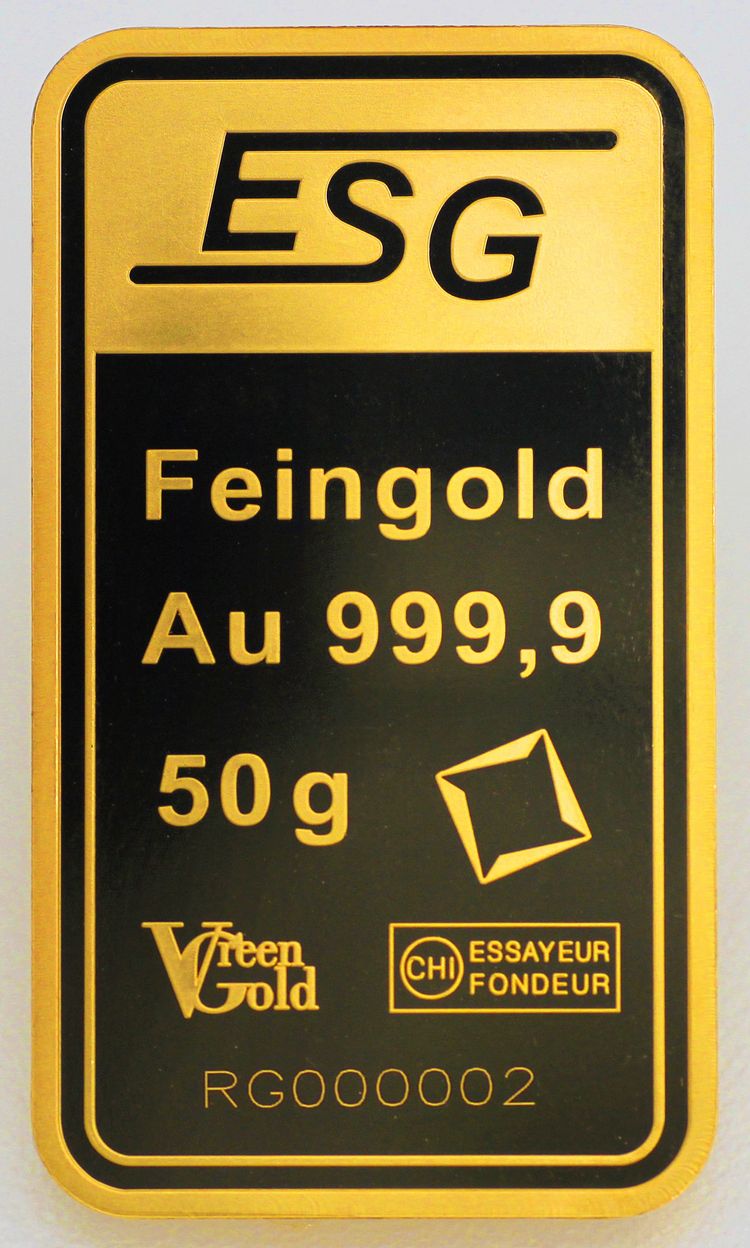 ESG
Feingold
Au 999,9
50 g
Green
Gold
CHI ESSAYEUR
FONDEUR
RG000002